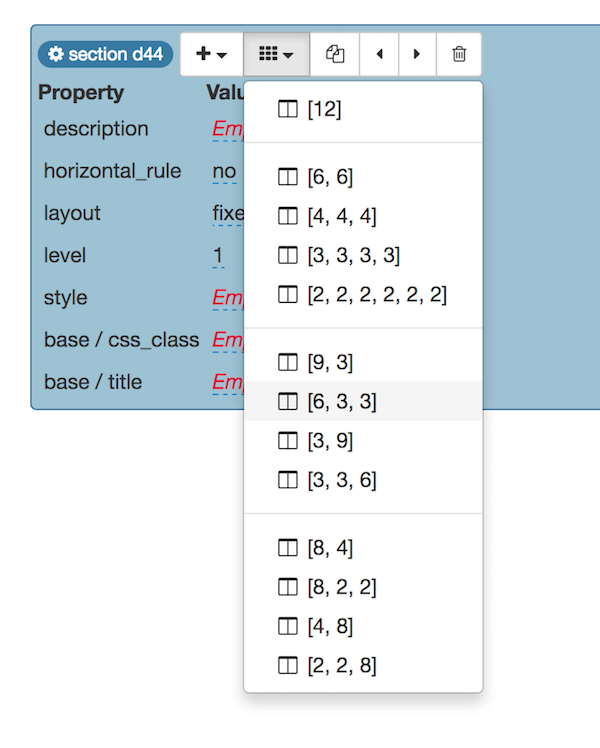 section d44
Property Valu
description Em
horizontal_rule no
layout fixe
level 1
style Em
base / css_class Em
base / title Em
[12]
[6, 6]
[4, 4, 4]
[3, 3, 3, 3]
[2, 2, 2, 2, 2, 2]
[9, 3]
[6, 3, 3]
[3, 9]
[3, 3, 6]
[8, 4]
[8, 2, 2]
[4, 8]
[2, 2, 8]